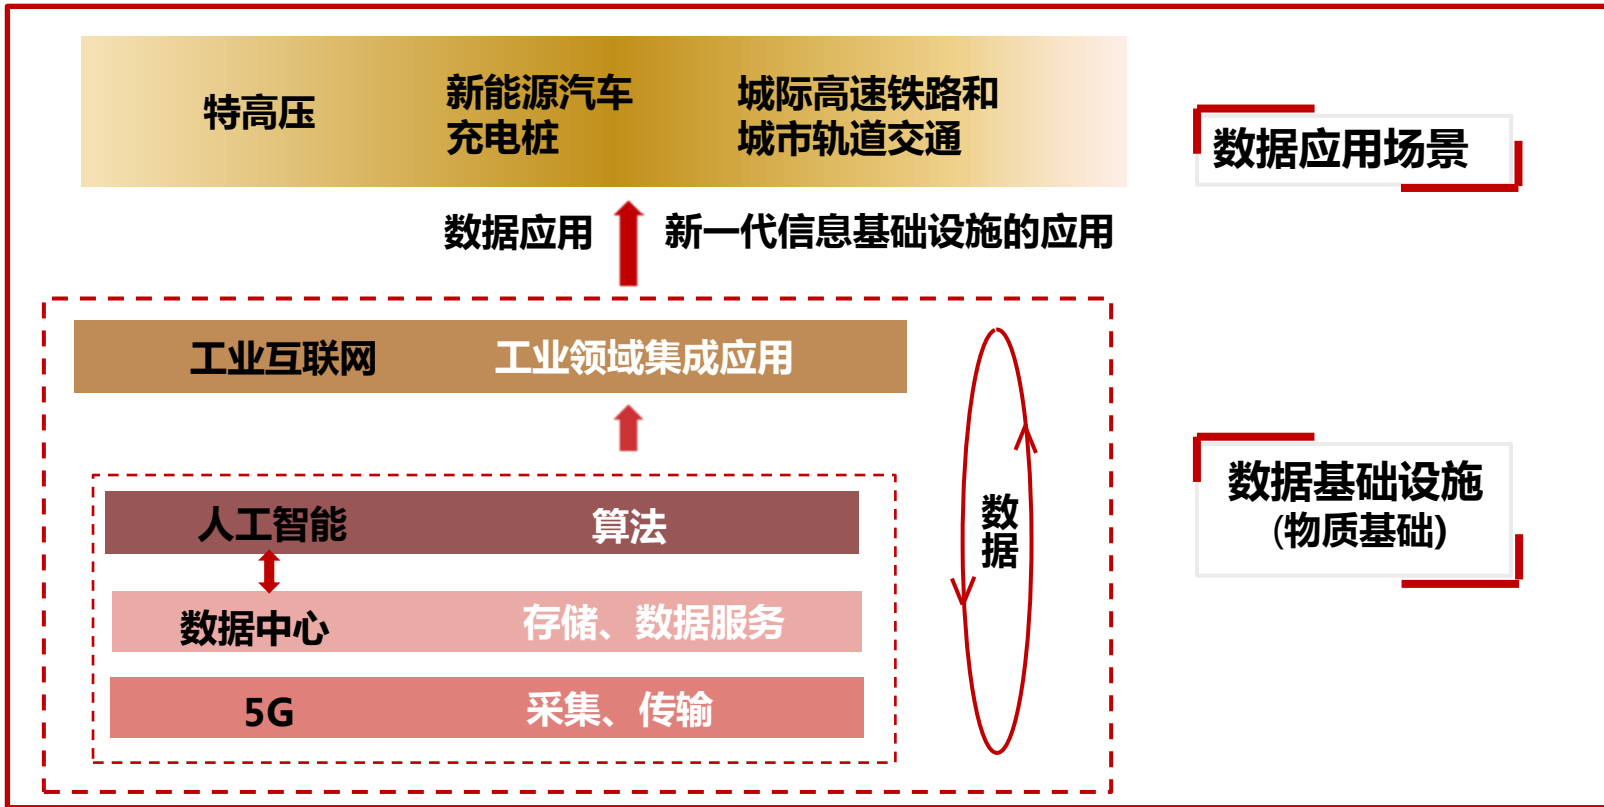 特高压
新能源汽车
充电桩
城际高速铁路和
城市轨道交通
数据应用场景
数据应用
新一代信息基础设施的应用
工业互联网
工业领域集成应用
人工智能
算法
数据中心
存储、数据服务
5G
采集、传输
数
据
数据基础设施
(物质基础)